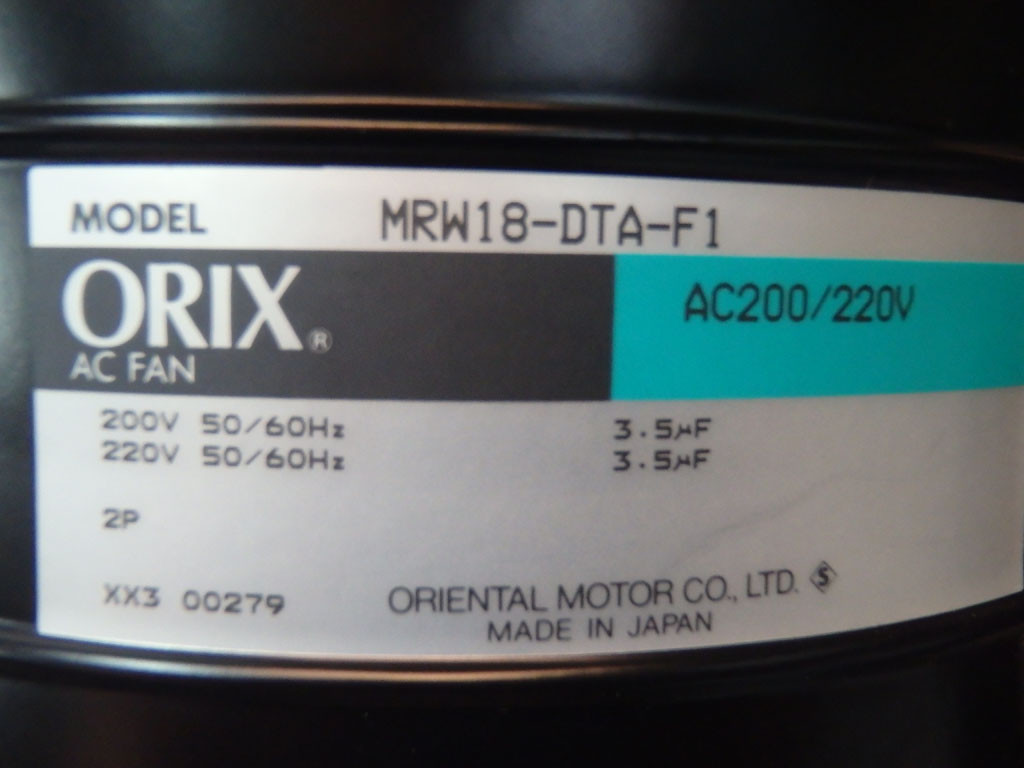 MODEL MRW18-DTA-F1
ORIX®
AC FAN
AC200/220V
200V 50/60Hz 3.5μF
220V 50/60Hz 3.5μF
2P
XX3 00279
ORIENTAL MOTOR CO., LTD. S
MADE IN JAPAN